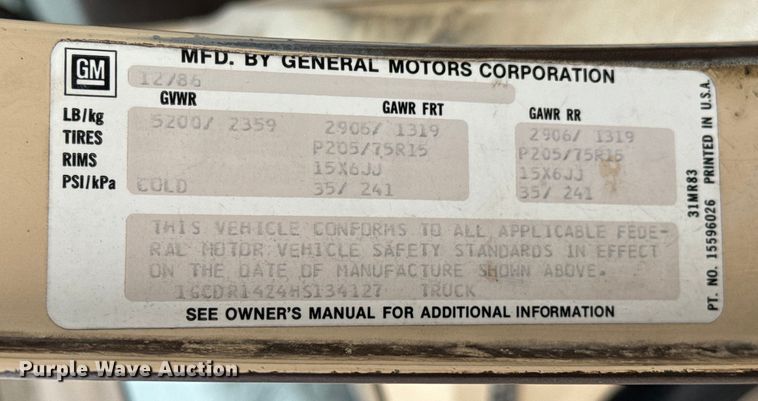 GM
MFD. BY GENERAL MOTORS CORPORATION
12/86
GVWR GAWR FRT GAWR RR
LB/kg 5200/ 2359 2906/ 1319 2906/ 1319
TIRES P205/75R15 P205/75R15
RIMS 15X6JJ 15X6JJ
PSI/kPa COLD 35/ 241 35/ 241
THIS VEHICLE CONFORMS TO ALL APPLICABLE FEDE-
RAL MOTOR VEHICLE SAFETY STANDARDS IN EFFECT
ON THE DATE OF MANUFACTURE SHOWN ABOVE.
1GCDR14Z4HS134127 TRUCK
SEE OWNER'S MANUAL FOR ADDITIONAL INFORMATION
31MR83
PT. NO. 15596026 PRINTED IN U.S.A.
Purple Wave Auction